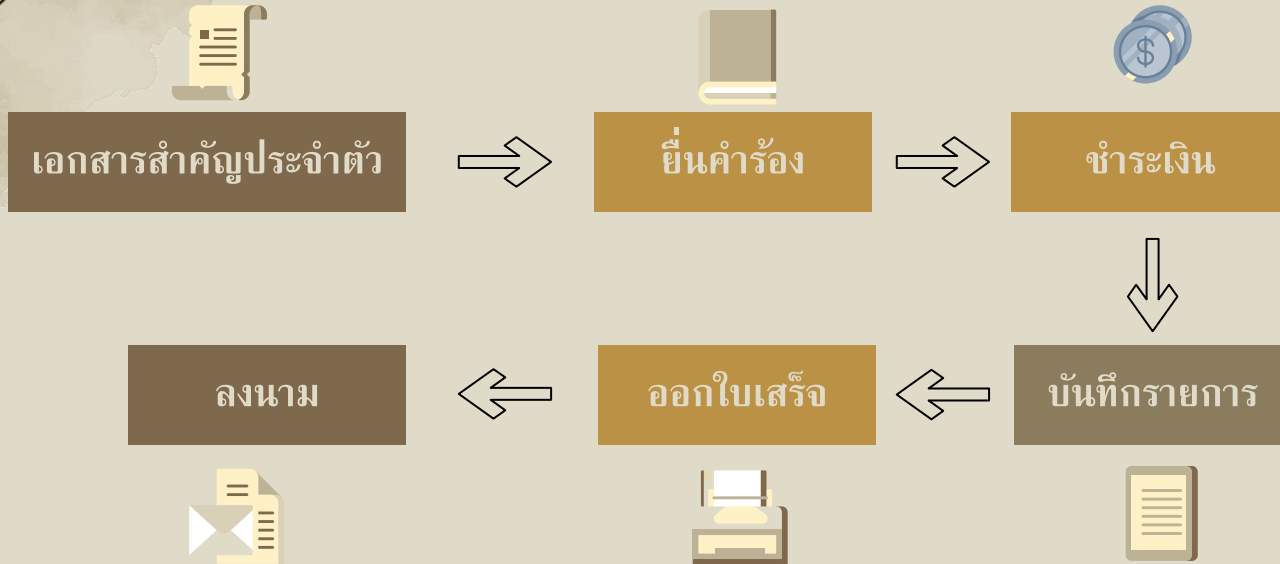 เอกสารสำคัญประจำตัว
ยื่นคำร้อง
ชำระเงิน
บันทึกรายการ
ออกใบเสร็จ
ลงนาม